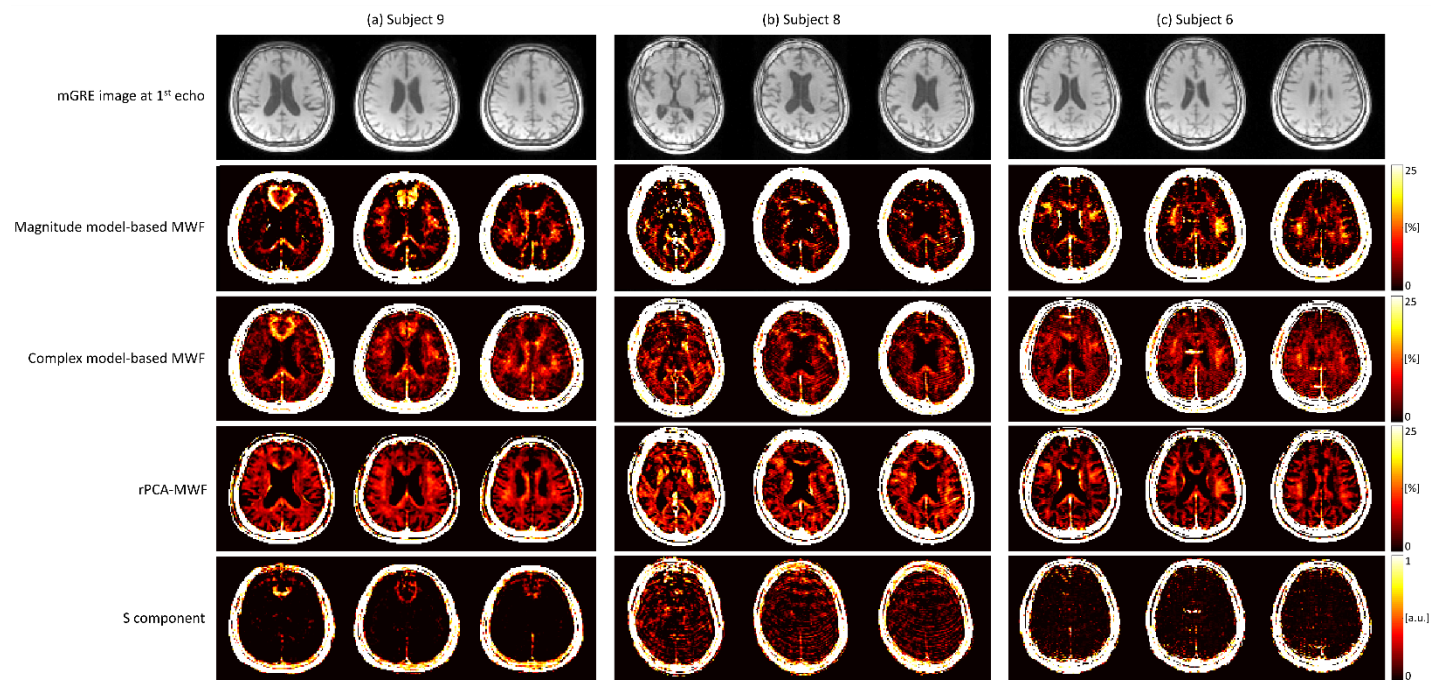 (a) Subject 9
(b) Subject 8
(c) Subject 6
mGRE image at 1st echo
Magnitude model-based MWF
25
[%]
0
Complex model-based MWF
25
[%]
0
rPCA-MWF
25
[%]
0
S component
1
[a.u.]
0